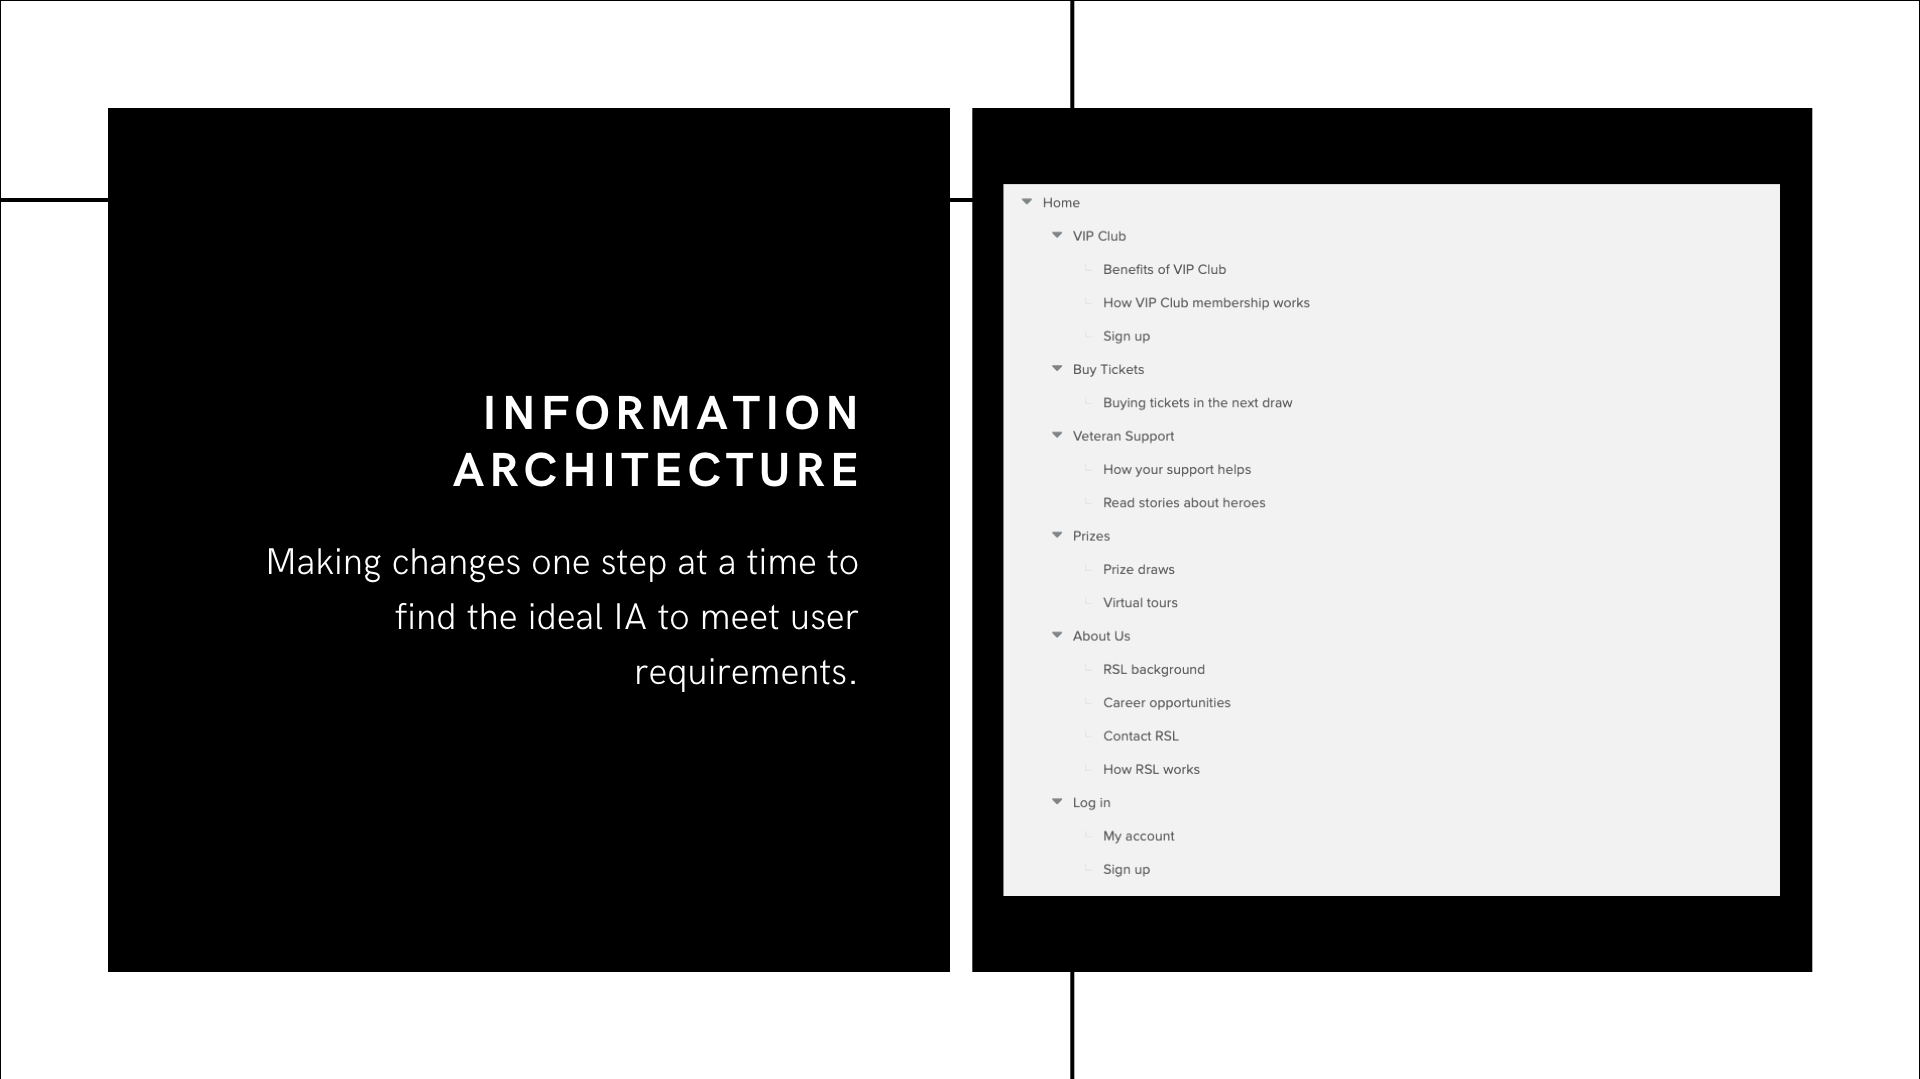 INFORMATION
ARCHITECTURE
Making changes one step at a time to
find the ideal IA to meet user
requirements.
Home
VIP Club
Benefits of VIP Club
How VIP Club membership works
Sign up
Buy Tickets
Buying tickets in the next draw
Veteran Support
How your support helps
Read stories about heroes
Prizes
Prize draws
Virtual tours
About Us
RSL background
Career opportunities
Contact RSL
How RSL works
Log in
My account
Sign up